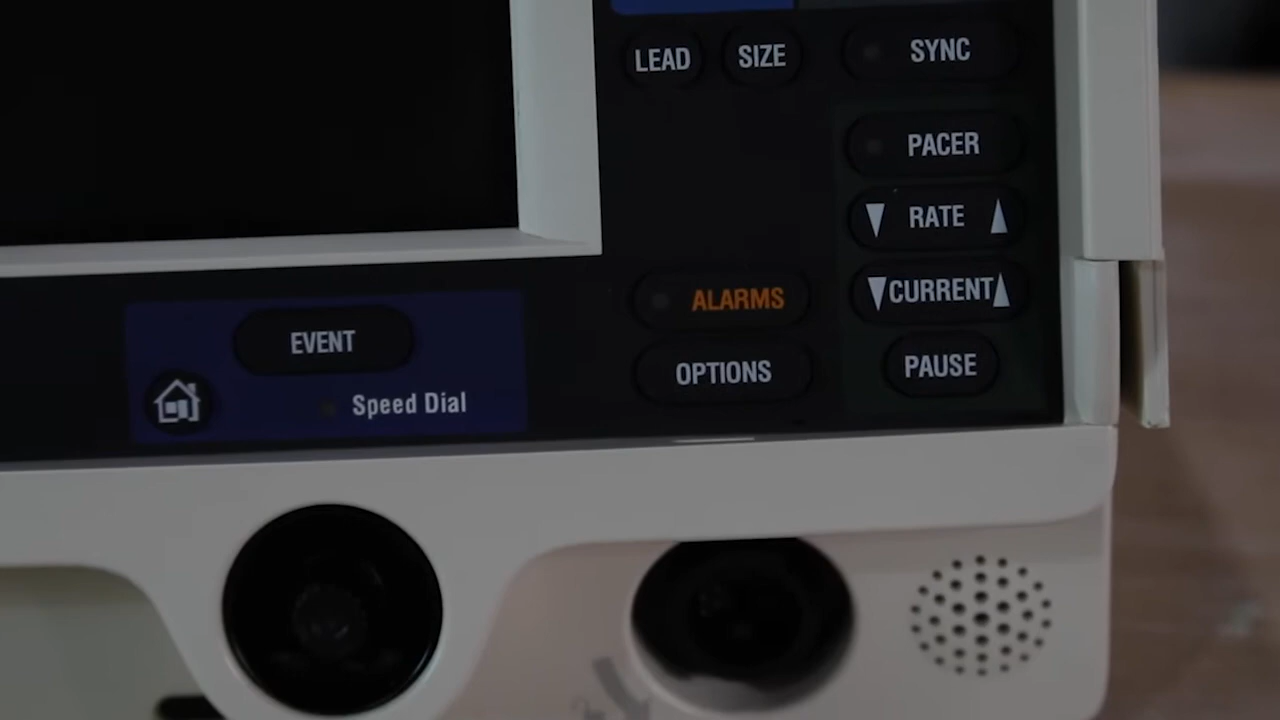 LEAD
SIZE
SYNC
PACER
RATE
CURRENT
PAUSE
ALARMS
OPTIONS
EVENT
Speed Dial